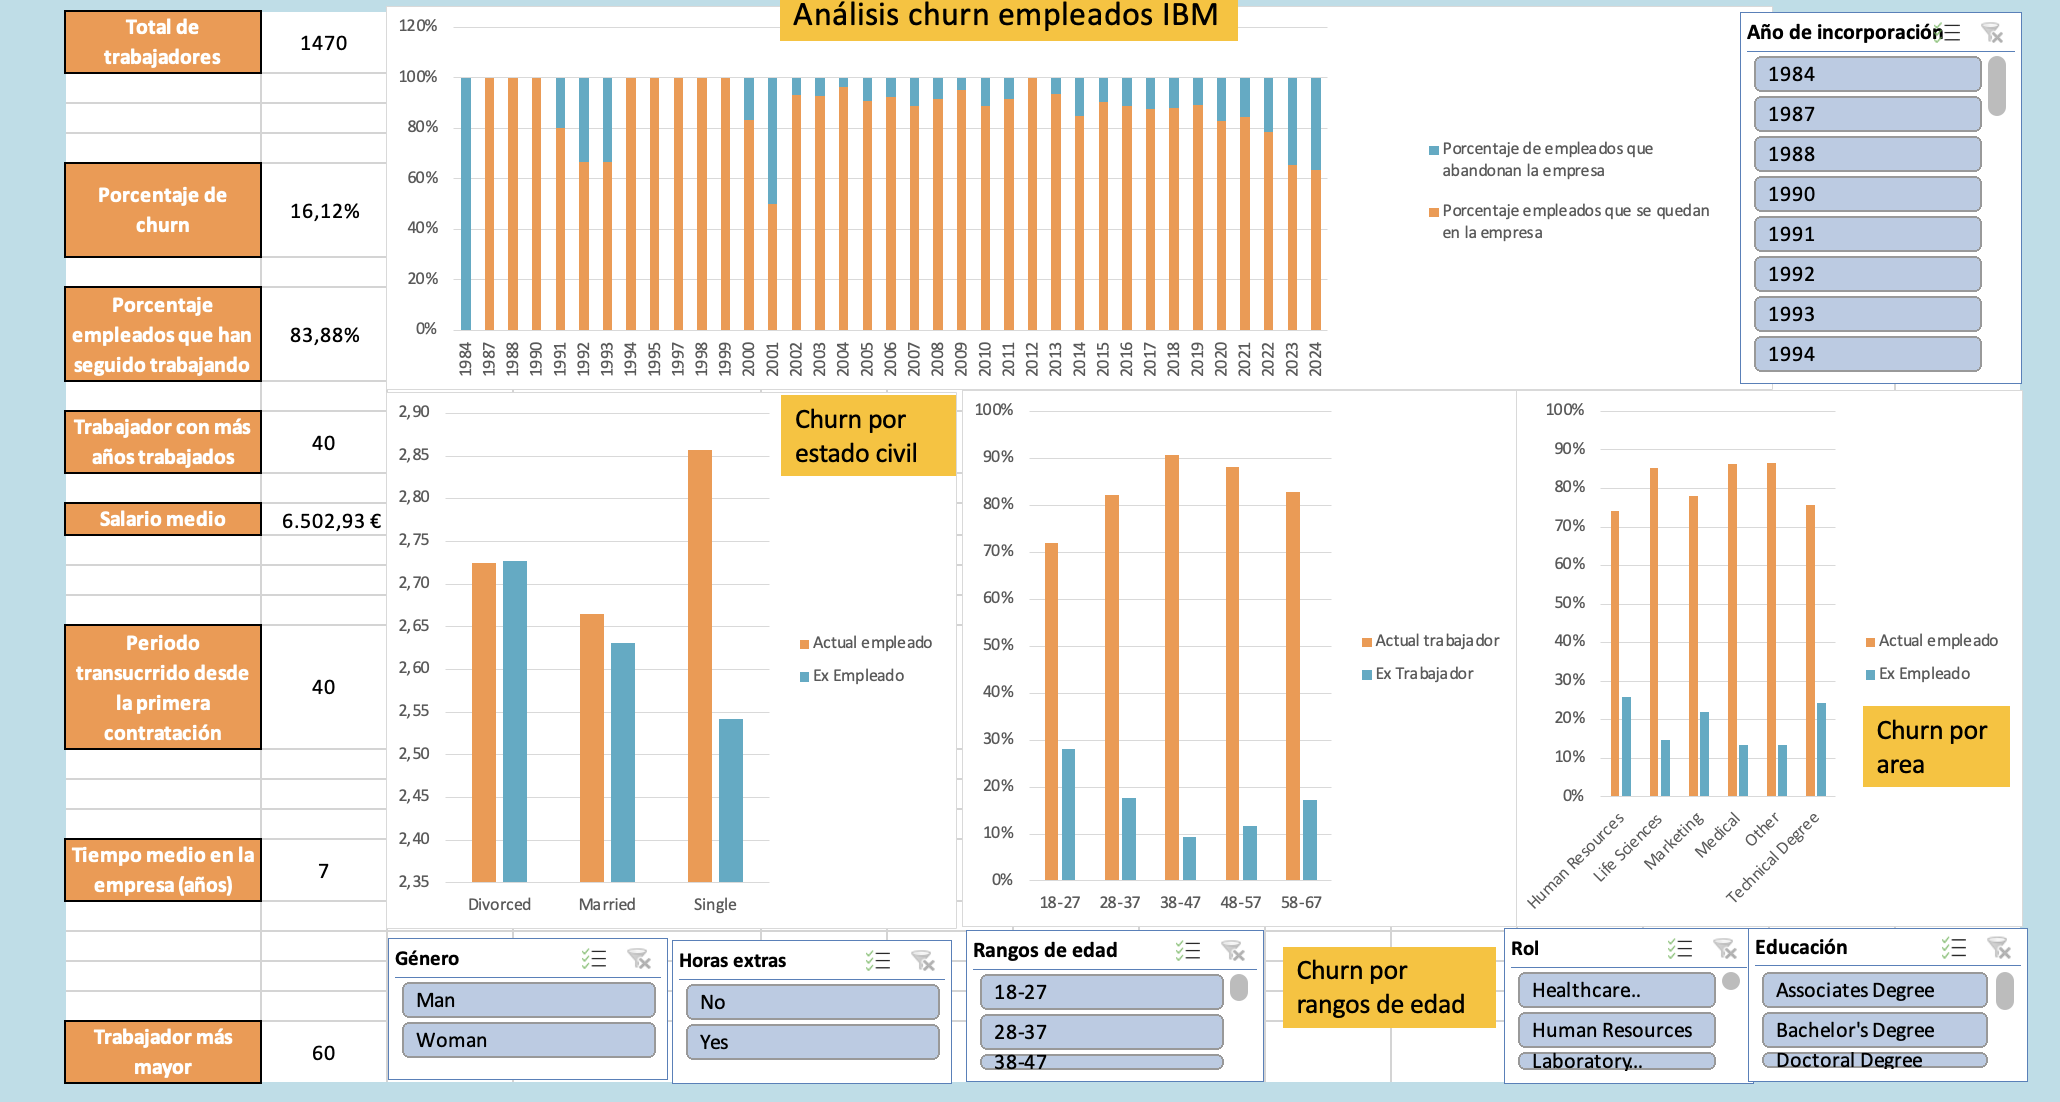 Análisis churn empleados IBM
Total de
trabajadores
1470
Porcentaje de
churn
16,12%
Porcentaje
empleados que han
seguido trabajando
83,88%
Trabajador con más
años trabajados
40
Salario medio
6.502,93 €
Periodo
transucrrido desde
la primera
contratación
40
Tiempo medio en la
empresa (años)
7
Trabajador más
mayor
60
120%
100%
80%
60%
40%
20%
0%
1984
1987
1988
1990
1991
1992
1993
1994
1995
1997
1998
1999
2000
2001
2002
2003
2004
2005
2006
2007
2008
2009
2010
2011
2012
2013
2014
2015
2016
2017
2018
2019
2020
2021
2022
2023
2024
Porcentaje de empleados que
abandonan la empresa
Porcentaje empleados que se quedan
en la empresa
Año de incorporación
1984
1987
1988
1990
1991
1992
1993
1994
Churn por
estado civil
2,90
2,85
2,80
2,75
2,70
2,65
2,60
2,55
2,50
2,45
2,40
2,35
Divorced
Married
Single
Actual empleado
Ex Empleado
100%
90%
80%
70%
60%
50%
40%
30%
20%
10%
0%
18-27
28-37
38-47
48-57
58-67
Actual trabajador
Ex Trabajador
100%
90%
80%
70%
60%
50%
40%
30%
20%
10%
0%
Human Resources
Life Sciences
Marketing
Medical
Other
Technical Degree
Actual empleado
Ex Empleado
Churn por
area
Género
Man
Woman
Horas extras
No
Yes
Rangos de edad
18-27
28-37
38-47
Churn por
rangos de edad
Rol
Healthcare..
Human Resources
Laboratory...
Educación
Associates Degree
Bachelor's Degree
Doctoral Degree